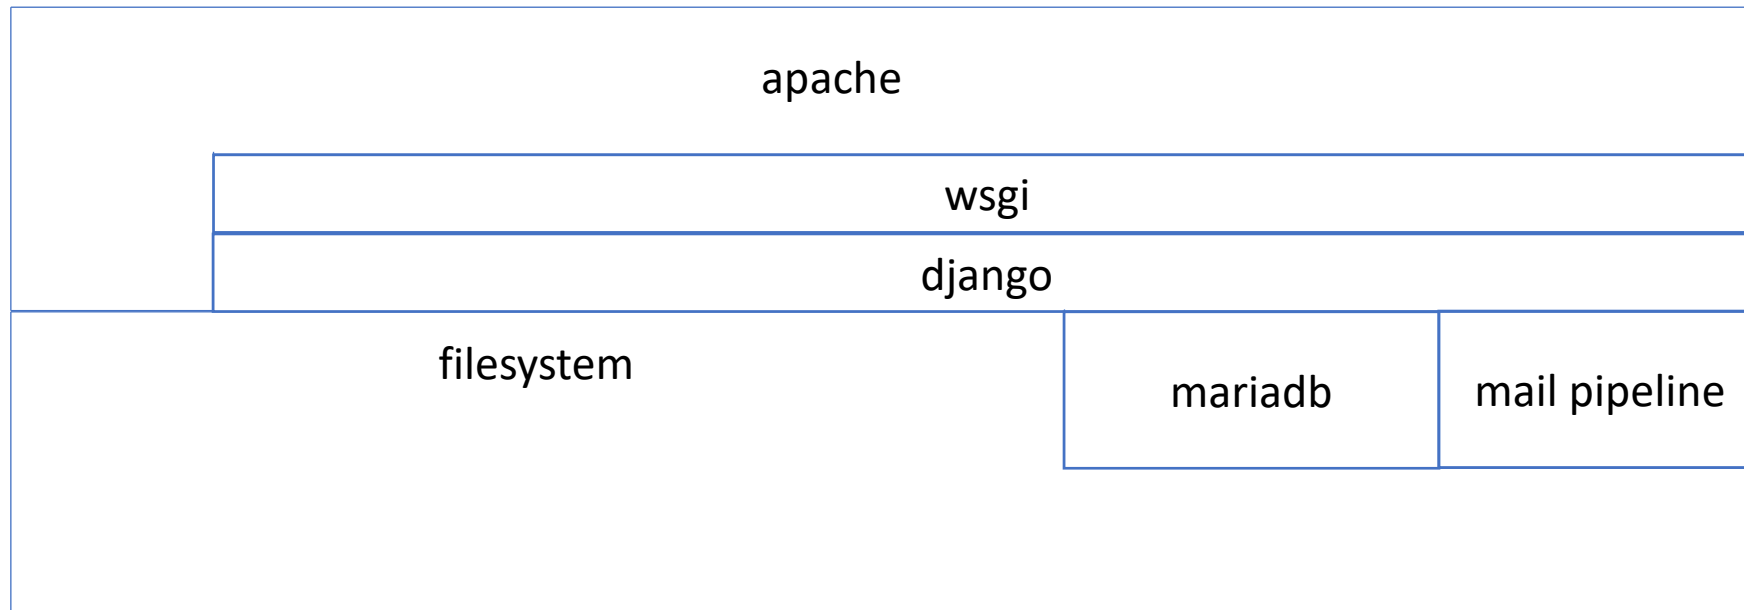 apache
wsgi
django
filesystem
mariadb
mail pipeline